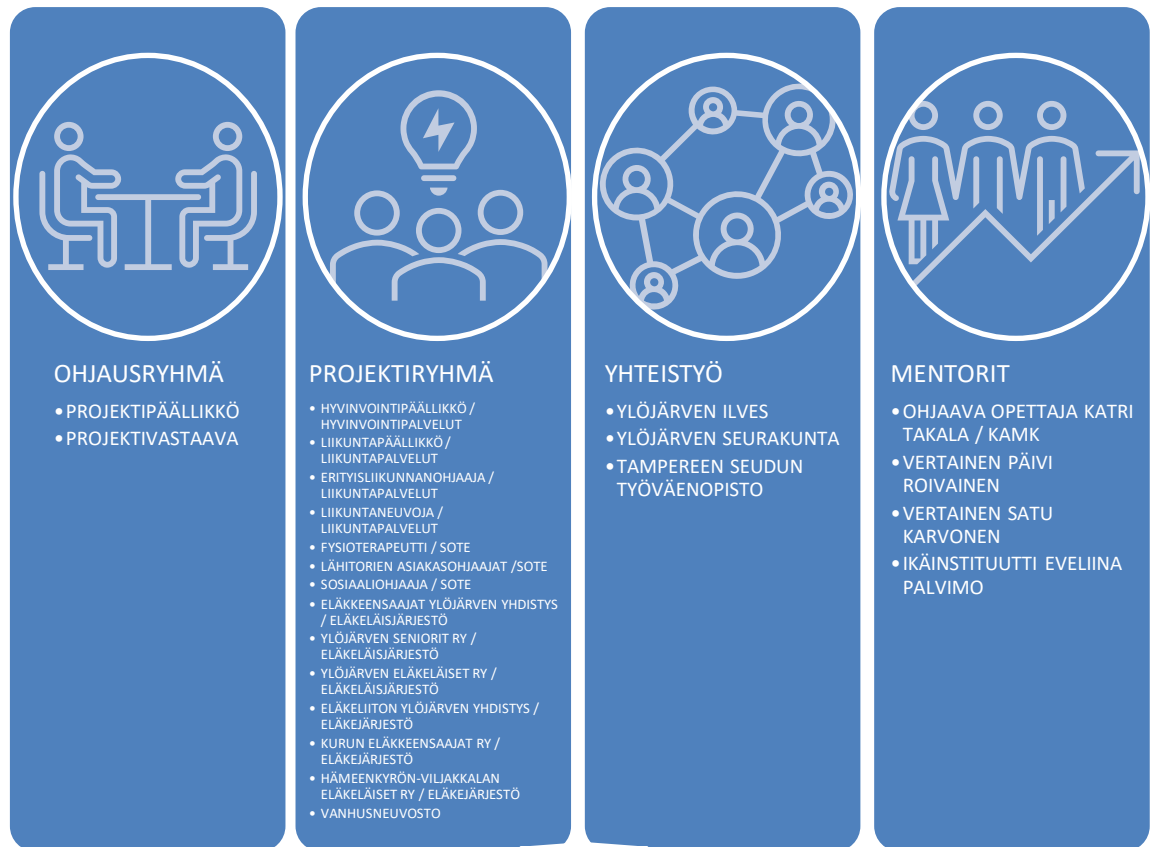 OHJAUSRYHMÄ
•PROJEKTIPÄÄLLIKKÖ
•PROJEKTIVASTAAVA
PROJEKTIRYHMÄ
• HYVINVOINTIPÄÄLLIKKÖ /
HYVINVOINTIPALVELUT
• LIIKUNTAPÄÄLLIKKÖ /
LIIKUNTAPALVELUT
• ERITYISLIIKUNNANOHJAAJA /
LIIKUNTAPALVELUT
• LIIKUNTANEUVOJA /
LIIKUNTAPALVELUT
• FYSIOTERAPEUTTI / SOTE
• LÄHITORIEN ASIAKASOHJAAJAT /SOTE
• SOSIAALIOHJAAJA / SOTE
• ELÄKKEENSAAJAT YLÖJÄRVEN YHDISTYS
/ ELÄKELÄISJÄRJESTÖ
• YLÖJÄRVEN SENIORIT RY /
ELÄKELÄISJÄRJESTÖ
• YLÖJÄRVEN ELÄKELÄISET RY /
ELÄKELÄISJÄRJESTÖ
• ELÄKELIITON YLÖJÄRVEN YHDISTYS /
ELÄKEJÄRJESTÖ
• KURUN ELÄKKEENSAAJAT RY /
ELÄKEJÄRJESTÖ
• HÄMEENKYRÖN-VILJAKKALAN
ELÄKELÄISET RY / ELÄKEJÄRJESTÖ
• VANHUSNEUVOSTO
YHTEISTYÖ
•YLÖJÄRVEN ILVES
•YLÖJÄRVEN SEURAKUNTA
•TAMPEREEN SEUDUN
TYÖVÄENOPISTO
MENTORIT
•OHJAAVA OPETTAJA KATRI
TAKALA / KAMK
•VERTAINEN PÄIVI
ROIVAINEN
•VERTAINEN SATU
KARVONEN
•IKÄINSTITUUTTI EVELIINA
PALVIMO